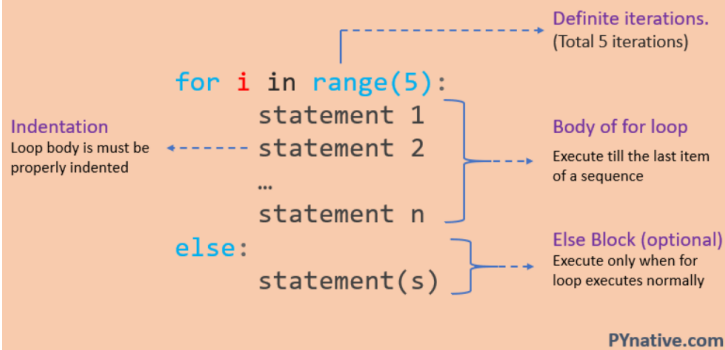 Definite iterations.
(Total 5 iterations)
for i in range(5):
statement 1
statement 2
…
statement n
else:
statement(s)
Indentation
Loop body is must be
properly indented
Body of for loop
Execute till the last item
of a sequence
Else Block (optional)
Execute only when for
loop executes normally
PYnative.com